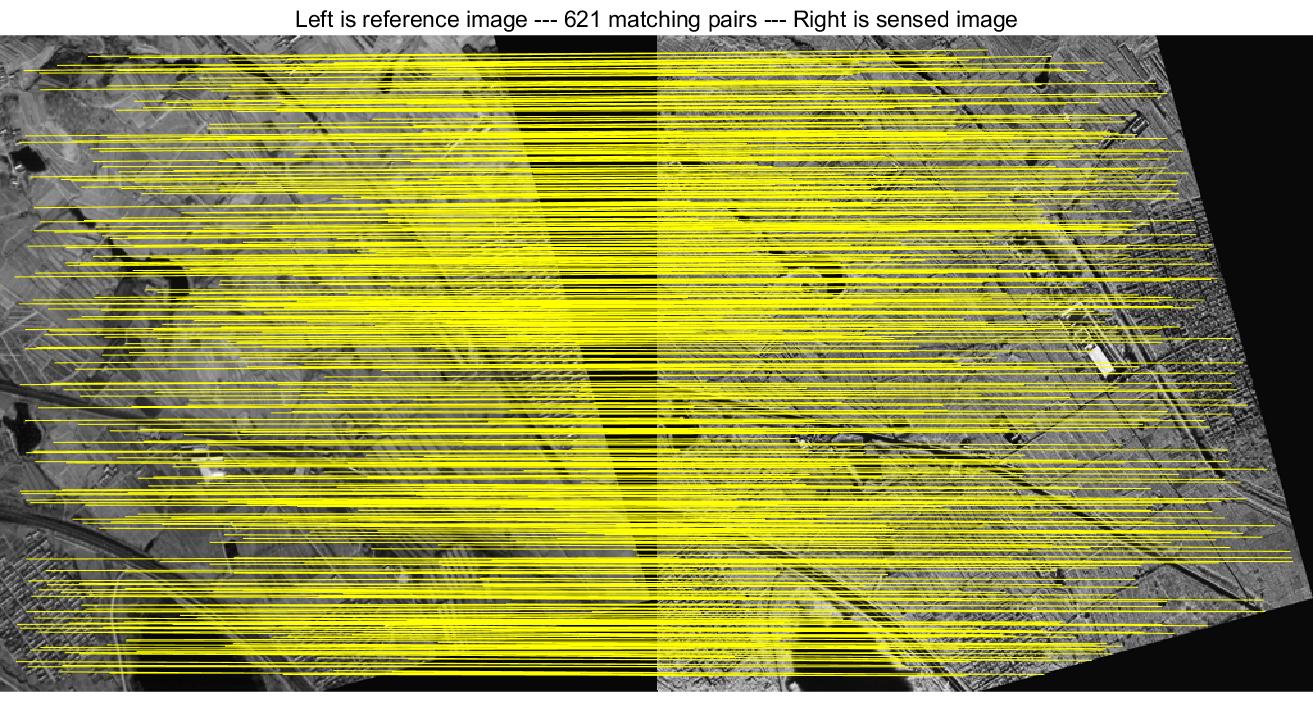 Left is reference image --- 621 matching pairs --- Right is sensed image